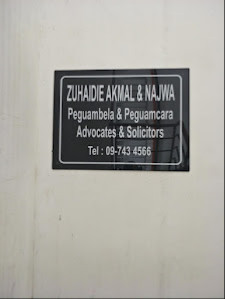 ZUHAIDIE AKMAL & NAJWA
Peguambela & Peguamcara
Advocates & Solicitors
Tel : 09-743 4566